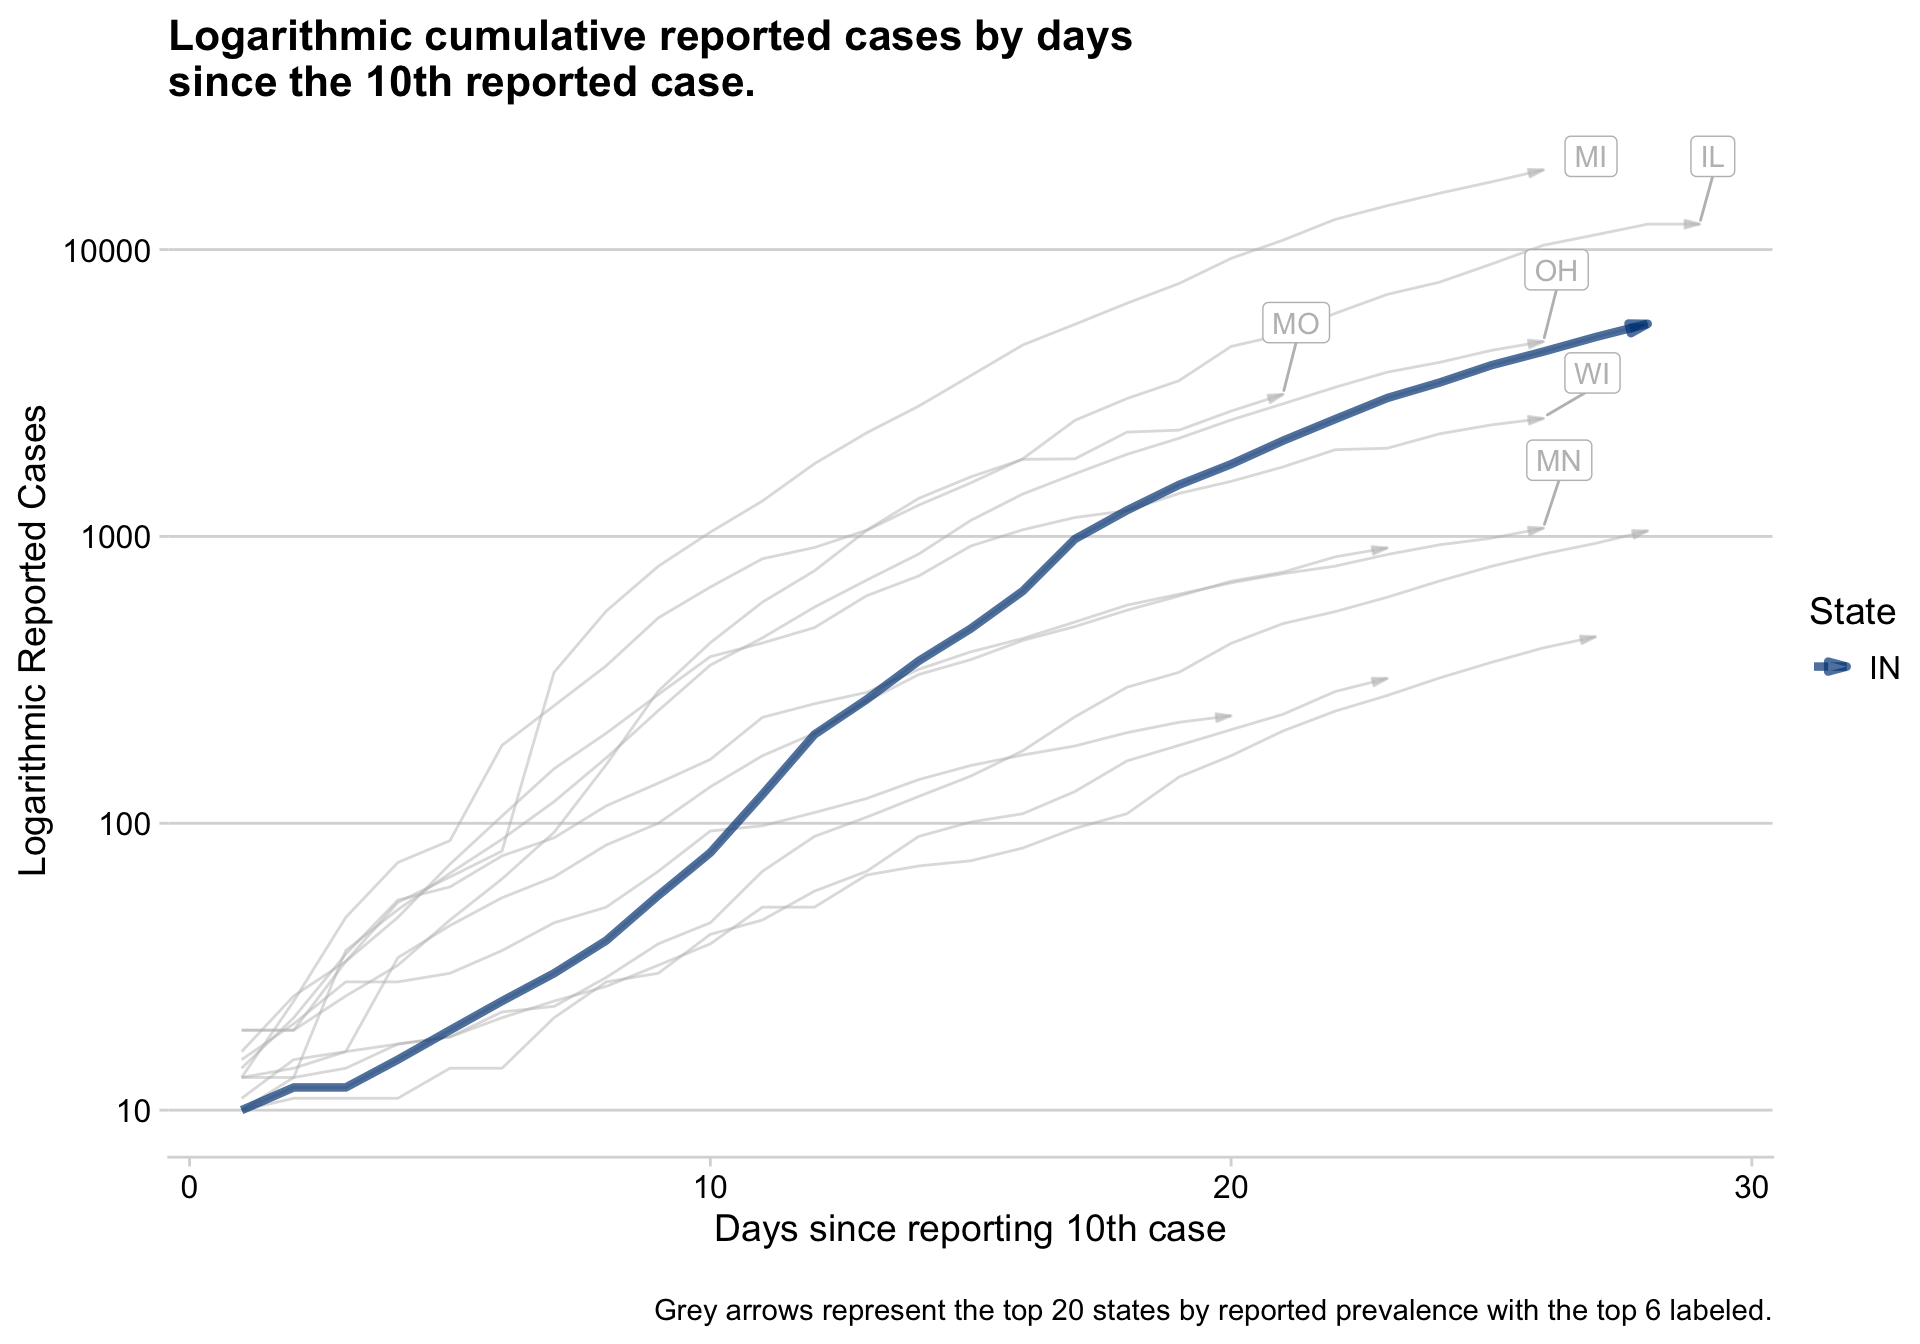 Logarithmic cumulative reported cases by days
since the 10th reported case.
MI
IL
10000
OH
MO
WI
MN
1000
State
IN
100
10
Logarithmic Reported Cases
0
10
20
30
Days since reporting 10th case
Grey arrows represent the top 20 states by reported prevalence with the top 6 labeled.